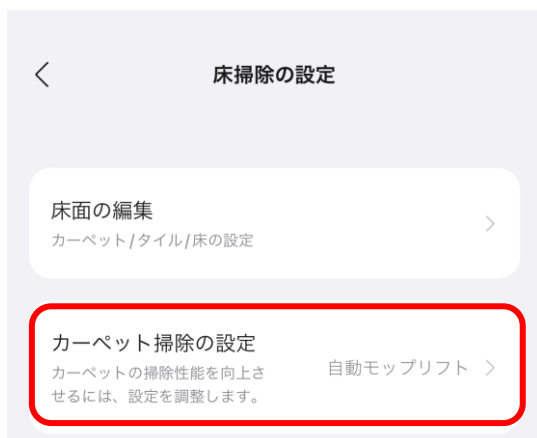 床掃除の設定
床面の編集
カーペット/タイル/床の設定
カーペット掃除の設定
カーペットの掃除性能を向上さ
せるには、設定を調整します。
自動モップリフト